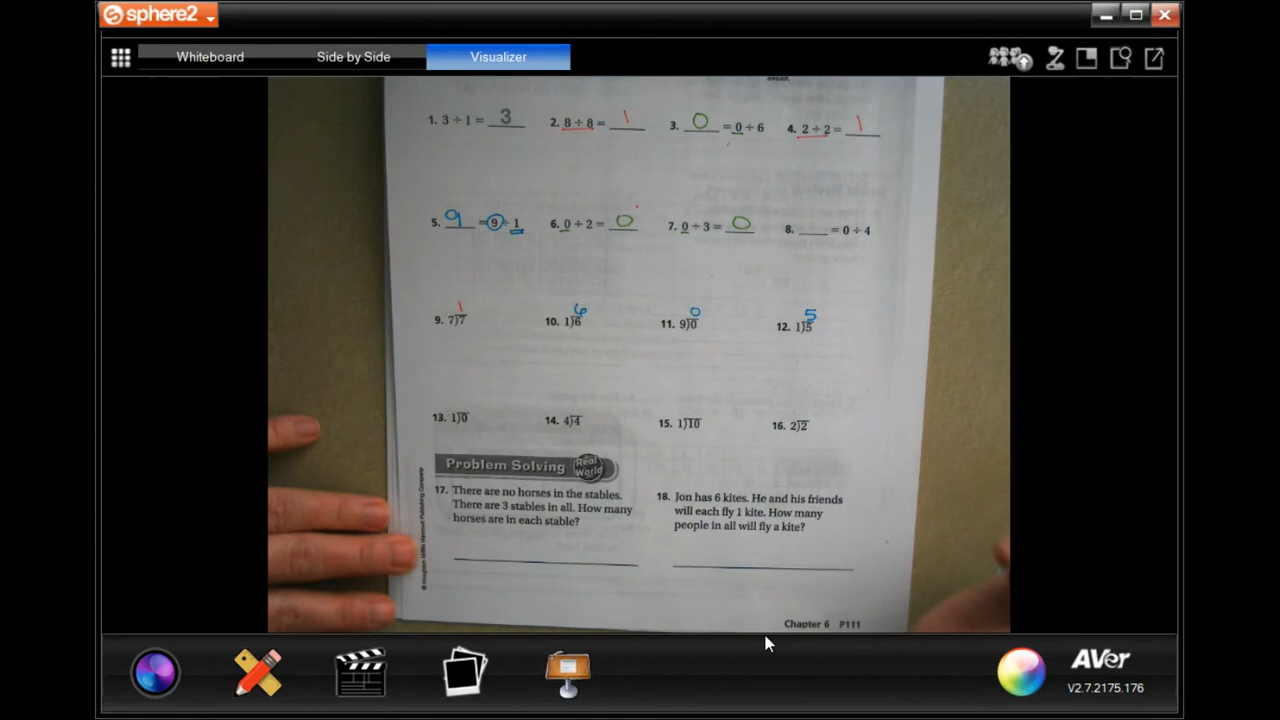 sphere2
Whiteboard Side by Side Visualizer
1. 3 ÷ 1 = 3 2. 8 ÷ 8 = 1 3. 0 = 0 ÷ 6 4. 2 ÷ 2 = 1
5. 9 = 9 ÷ 1 6. 0 ÷ 2 = 0 7. 0 ÷ 3 = 0 8. ____ = 0 ÷ 4
1 6 0 5
9. 7)7 10. 1)6 11. 9)0 12. 1)5
13. 1)0 14. 4)4 15. 1)10 16. 2)2
Problem Solving Real World
17. There are no horses in the stables.
There are 3 stables in all. How many
horses are in each stable?
18. Jon has 6 kites. He and his friends
will each fly 1 kite. How many
people in all will fly a kite?
© Houghton Mifflin Harcourt Publishing Company
Chapter 6 P111
AVer
V2.7.2175.176